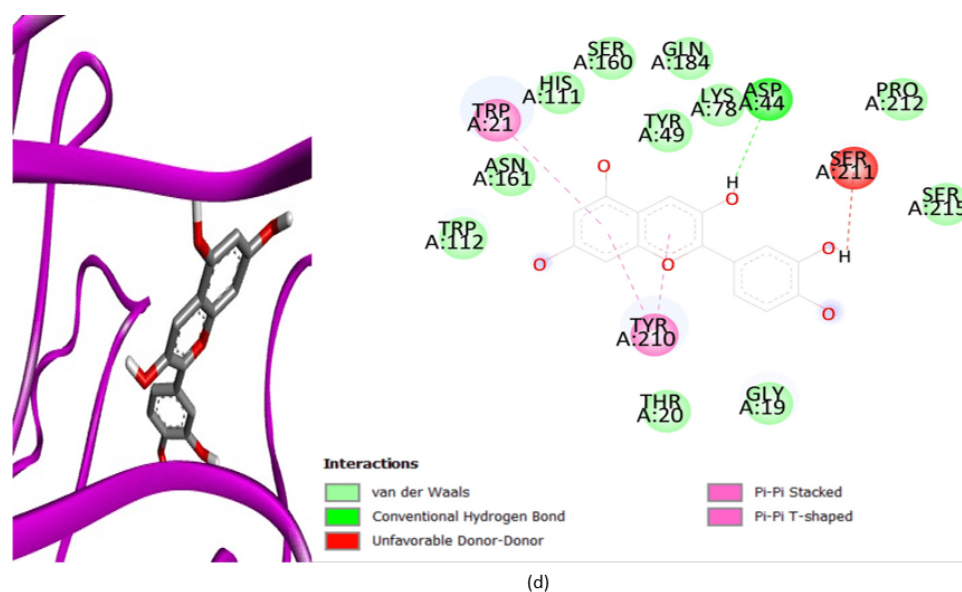 SER
A:160
GLN
A:184
HIS
A:111
LYS
A:78
ASP
A:44
PRO
A:212
TRP
A:21
TYR
A:49
SER
A:211
ASN
A:161
SER
A:215
TRP
A:112
O
H
O
O
H
O
O
O
TYR
A:210
THR
A:20
GLY
A:19
Interactions
van der Waals
Conventional Hydrogen Bond
Unfavorable Donor-Donor
Pi-Pi Stacked
Pi-Pi T-shaped
(d)